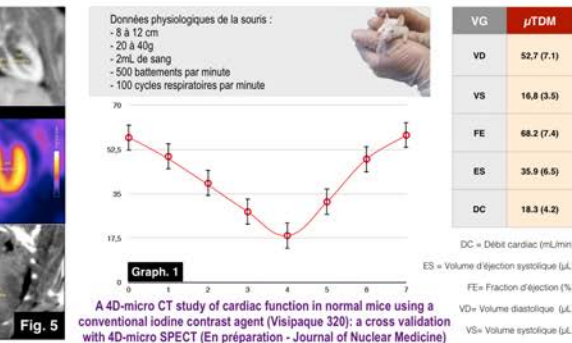 Données physiologiques de la souris :
- 8 à 12 cm
- 20 à 40g
- 2mL de sang
- 500 battements par minute
- 100 cycles respiratoires par minute
70
52,5
35
17,5
0
0 1 2 3 4 5 6 7
Graph. 1
A 4D-micro CT study of cardiac function in normal mice using a
conventional iodine contrast agent (Visipaque 320): a cross validation
with 4D-micro SPECT (En préparation - Journal of Nuclear Medicine)
Fig. 5
VG µTDM
VD 52,7 (7.1)
VS 16,8 (3.5)
FE 68.2 (7.4)
ES 35.9 (6.5)
DC 18.3 (4.2)
DC = Débit cardiac (mL/min
ES = Volume d'éjection systolique (µL
FE= Fraction d'éjection (%
VD= Volume diastolique (µL
VS= Volume systolique (µL